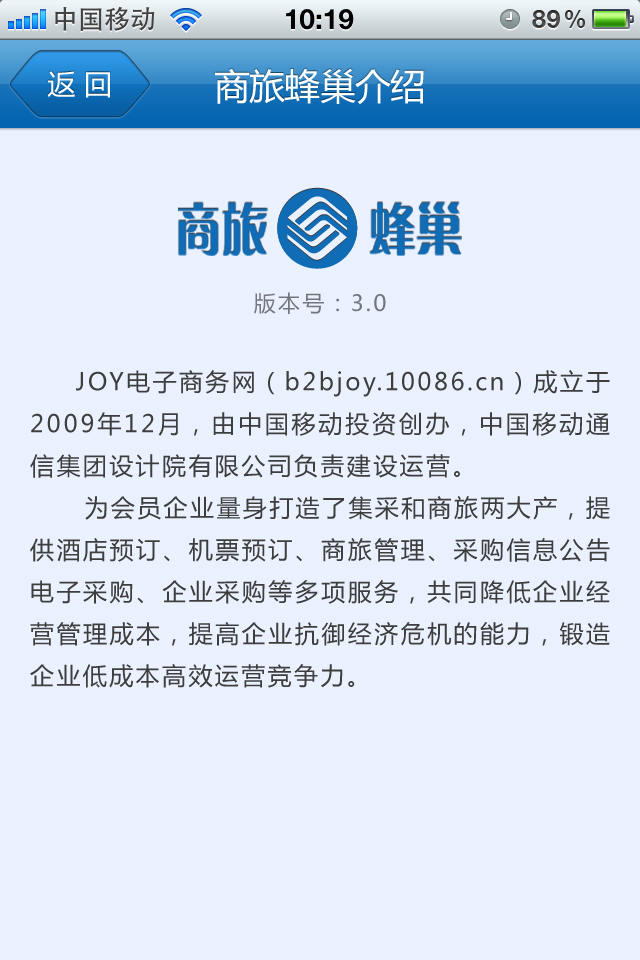 中国移动 10:19 89%
返回 商旅蜂巢介绍
商旅 蜂巢
版本号：3.0
JOY电子商务网（b2bjoy.10086.cn）成立于
2009年12月，由中国移动投资创办，中国移动通
信集团设计院有限公司负责建设运营。
为会员企业量身打造了集采和商旅两大产，提
供酒店预订、机票预订、商旅管理、采购信息公告
电子采购、企业采购等多项服务，共同降低企业经
营管理成本，提高企业抗御经济危机的能力，锻造
企业低成本高效运营竞争力。